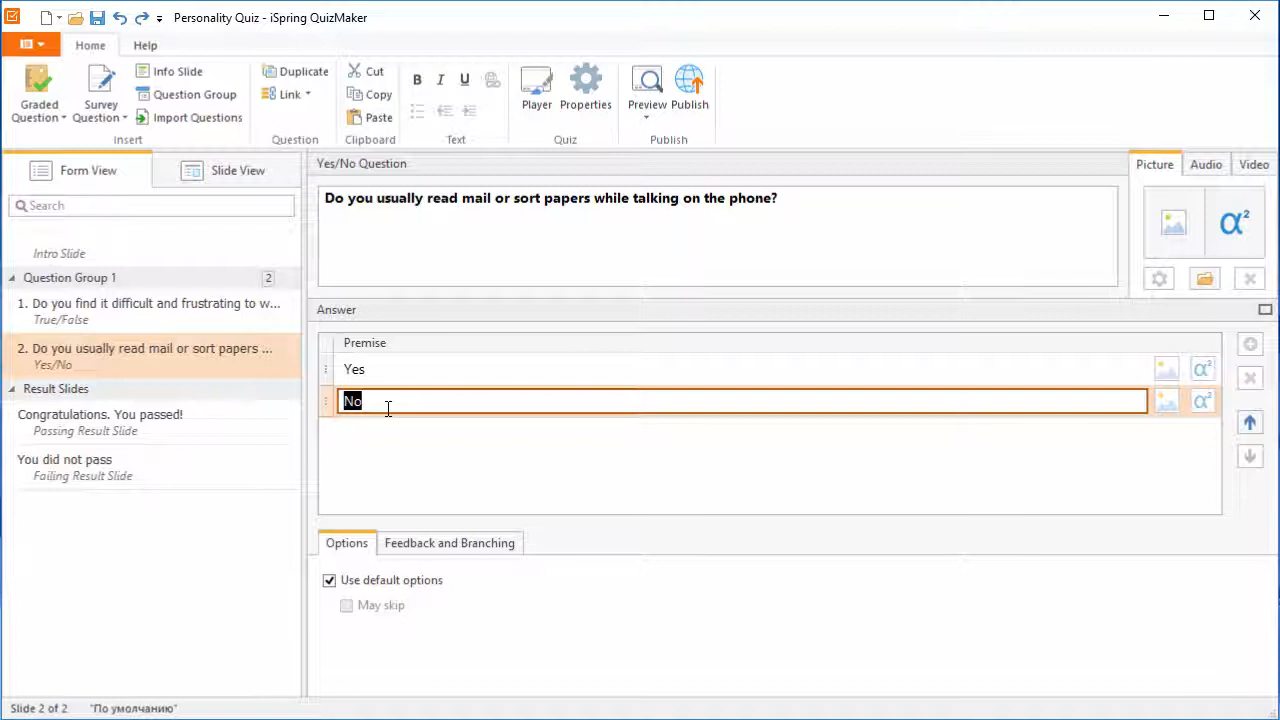 Personality Quiz - iSpring QuizMaker
Home Help
Graded Question
Survey Question
Info Slide
Question Group
Import Questions
Insert
Duplicate
Link
Question
Cut
Copy
Paste
Clipboard
B I U
Text
Player
Properties
Quiz
Preview
Publish
Publish
Form View
Slide View
Search
Intro Slide
Question Group 1 2
1. Do you find it difficult and frustrating to w...
True/False
2. Do you usually read mail or sort papers ...
Yes/No
Result Slides
Congratulations. You passed!
Passing Result Slide
You did not pass
Failing Result Slide
Yes/No Question
Do you usually read mail or sort papers while talking on the phone?
Picture Audio Video
α²
Answer
Premise
Yes
α²
No
α²
Options
Feedback and Branching
Use default options
May skip
Slide 2 of 2 "По умолчанию"